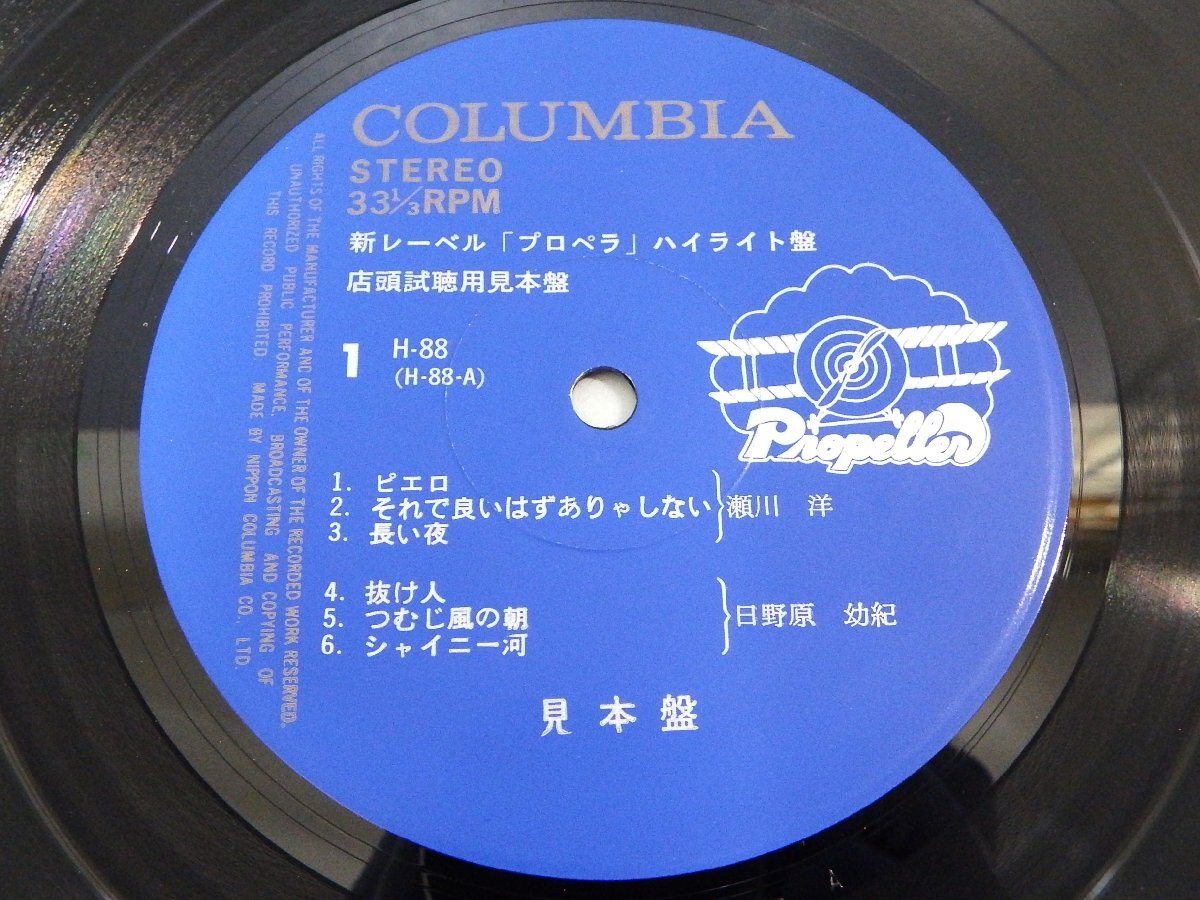 COLUMBIA
STEREO
33⅓ RPM
新レーベル「プロペラ」ハイライト盤
店頭試聴用見本盤
1 H-88
(H-88-A)
Propeller
1. ピエロ
2. それで良いはずありゃしない
3. 長い夜
瀬川 洋
4. 抜け人
5. つむじ風の朝
6. シャイニー河
日野原 幼紀
見本盤
ALL RIGHTS OF THE MANUFACTURER AND OF THE OWNER OF THE RECORDED WORK RESERVED.
UNAUTHORIZED PUBLIC PERFORMANCE, BROADCASTING AND COPYING OF
THIS RECORD PROHIBITED. MADE BY NIPPON COLUMBIA CO., LTD.